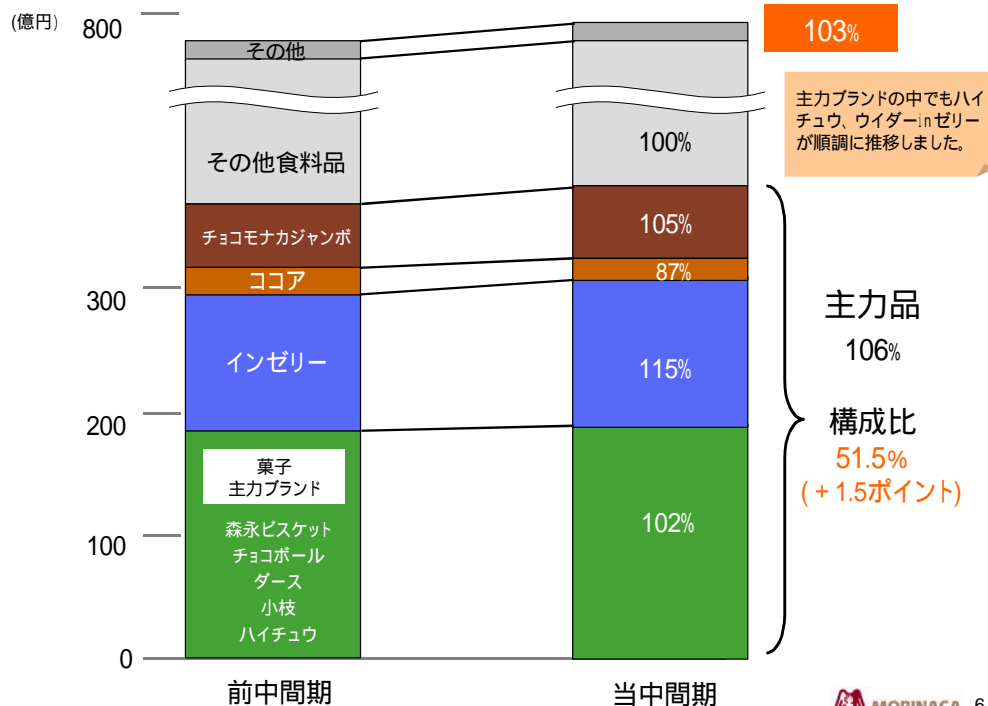 (億円)
800
103%
その他
主力ブランドの中でもハイ
チュウ、ウイダーinゼリー
が順調に推移しました。
その他食料品
100%
チョコモナカジャンボ
105%
ココア
87%
300
主力品
106%
インゼリー
115%
200
構成比
51.5%
(+1.5ポイント)
菓子
主力ブランド
森永ビスケット
チョコボール
ダース
小枝
ハイチュウ
102%
100
0
前中間期
当中間期
MORINAGA 6